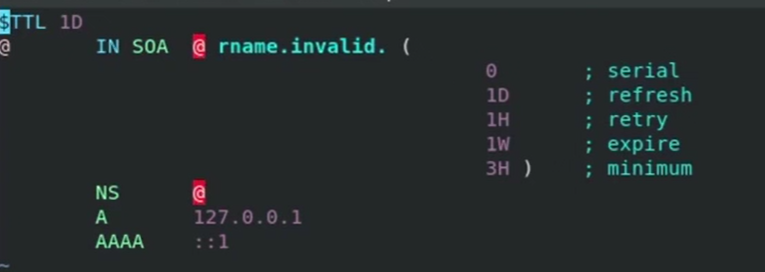 $TTL 1D
@ IN SOA @ rname.invalid. (
0 ; serial
1D ; refresh
1H ; retry
1W ; expire
3H ) ; minimum
NS @
A 127.0.0.1
AAAA ::1
~